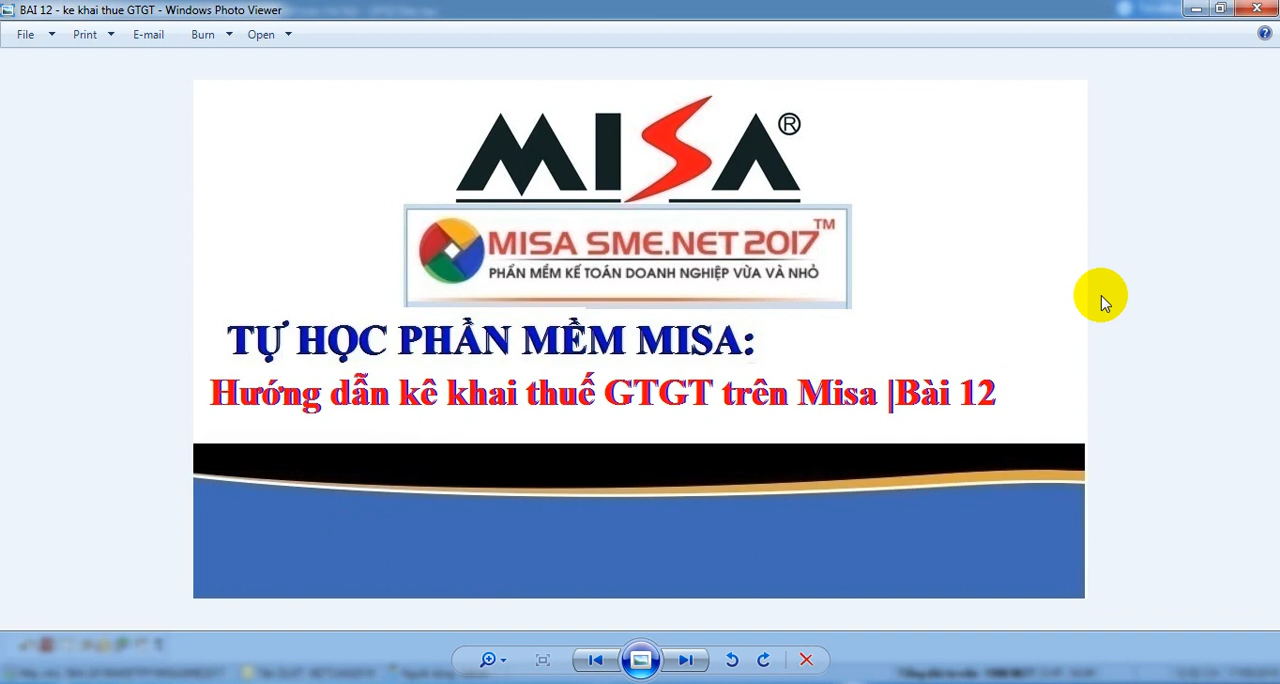 BAI 12 - ke khai thue GTGT - Windows Photo Viewer
File Print E-mail Burn Open
MISA®
MISA SME.NET 2017™
PHẦN MỀM KẾ TOÁN DOANH NGHIỆP VỪA VÀ NHỎ
TỰ HỌC PHẦN MỀM MISA:
Hướng dẫn kê khai thuế GTGT trên Misa |Bài 12